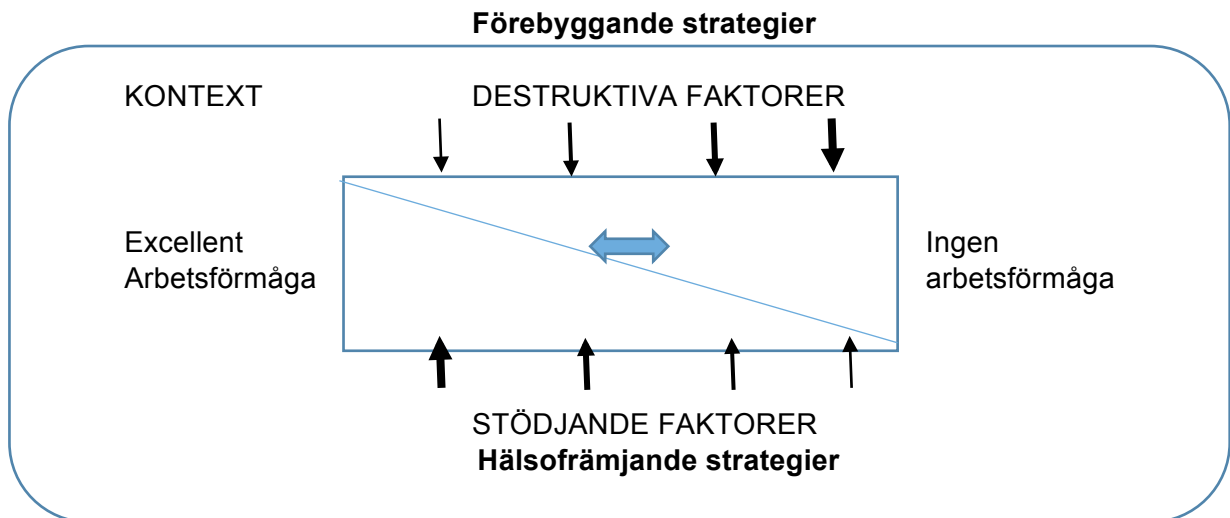 Förebyggande strategier
KONTEXT
DESTRUKTIVA FAKTORER
Excellent
Arbetsförmåga
Ingen
arbetsförmåga
STÖDJANDE FAKTORER
Hälsofrämjande strategier